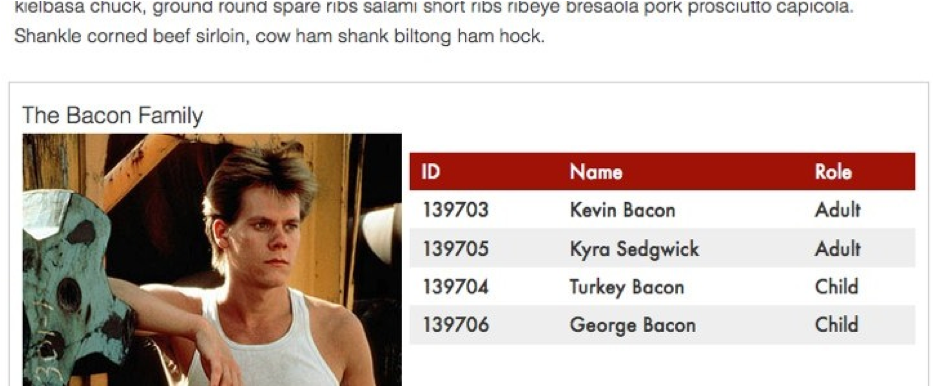 kielbasa chuck, ground round spare ribs salami short ribs ribeye bresaola pork prosciutto capicola.
Shankle corned beef sirloin, cow ham shank biltong ham hock.
The Bacon Family
ID Name Role
139703 Kevin Bacon Adult
139705 Kyra Sedgwick Adult
139704 Turkey Bacon Child
139706 George Bacon Child